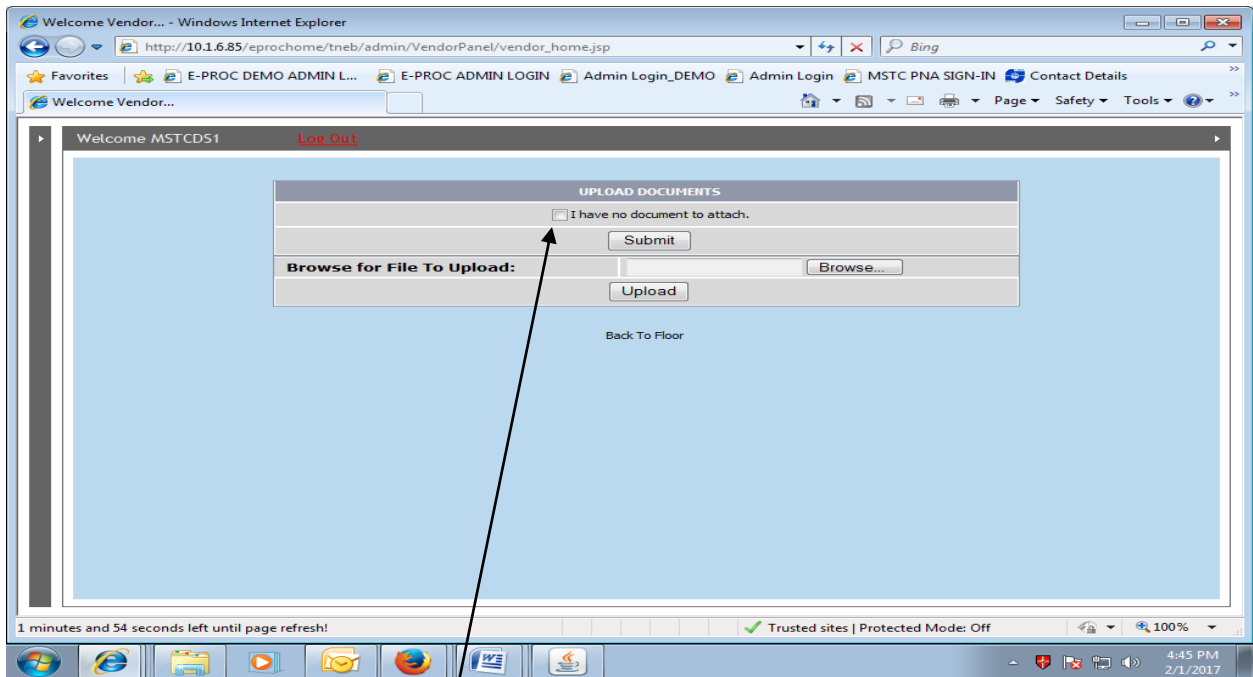 Welcome Vendor... - Windows Internet Explorer
http://10.1.6.85/eprochome/tneb/admin/VendorPanel/vendor_home.jsp
Bing
Favorites E-PROC DEMO ADMIN L... E-PROC ADMIN LOGIN Admin Login_DEMO Admin Login MSTC PNA SIGN-IN Contact Details
Welcome Vendor... Page Safety Tools
Welcome MSTCDS1 Log Out
UPLOAD DOCUMENTS
I have no document to attach.
Submit
Browse for File To Upload: Browse...
Upload
Back To Floor
1 minutes and 54 seconds left until page refresh! Trusted sites | Protected Mode: Off 100%
4:45 PM
2/1/2017